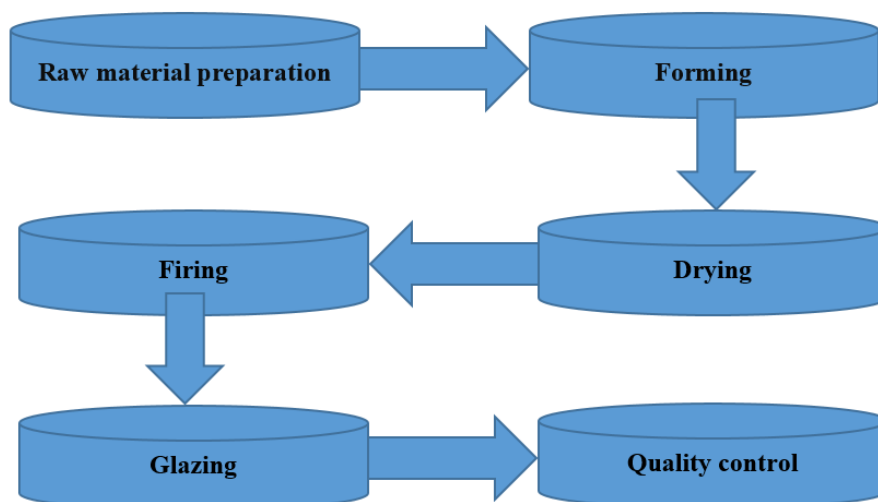 Raw material preparation
Forming
Drying
Firing
Glazing
Quality control